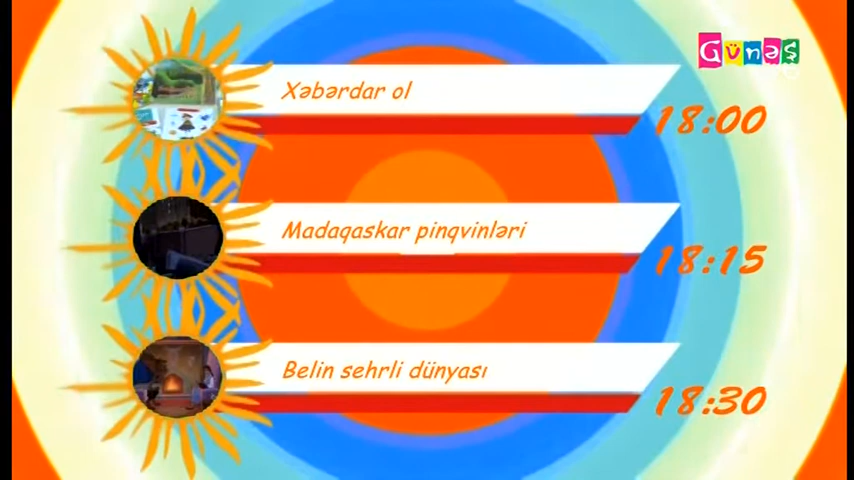 Günəş
Xəbərdar ol
18:00
Madaqaskar pinqvinləri
18:15
Belin sehrli dünyası
18:30